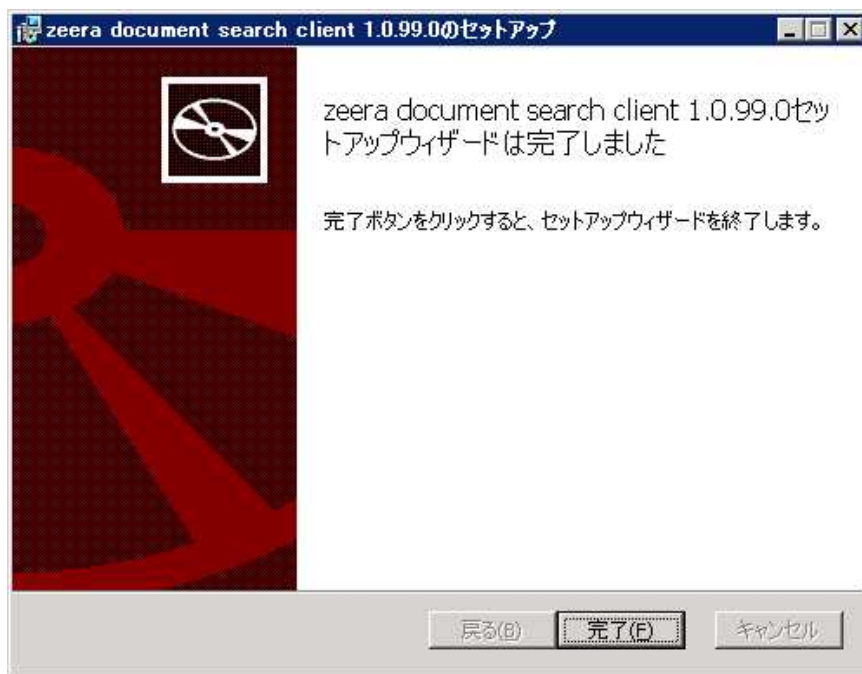 zeera document search client 1.0.99.0のセットアップ
zeera document search client 1.0.99.0セッ
トアップウィザードは完了しました
完了ボタンをクリックすると、セットアップウィザードを終了します。
戻る(B)
完了(F)
キャンセル